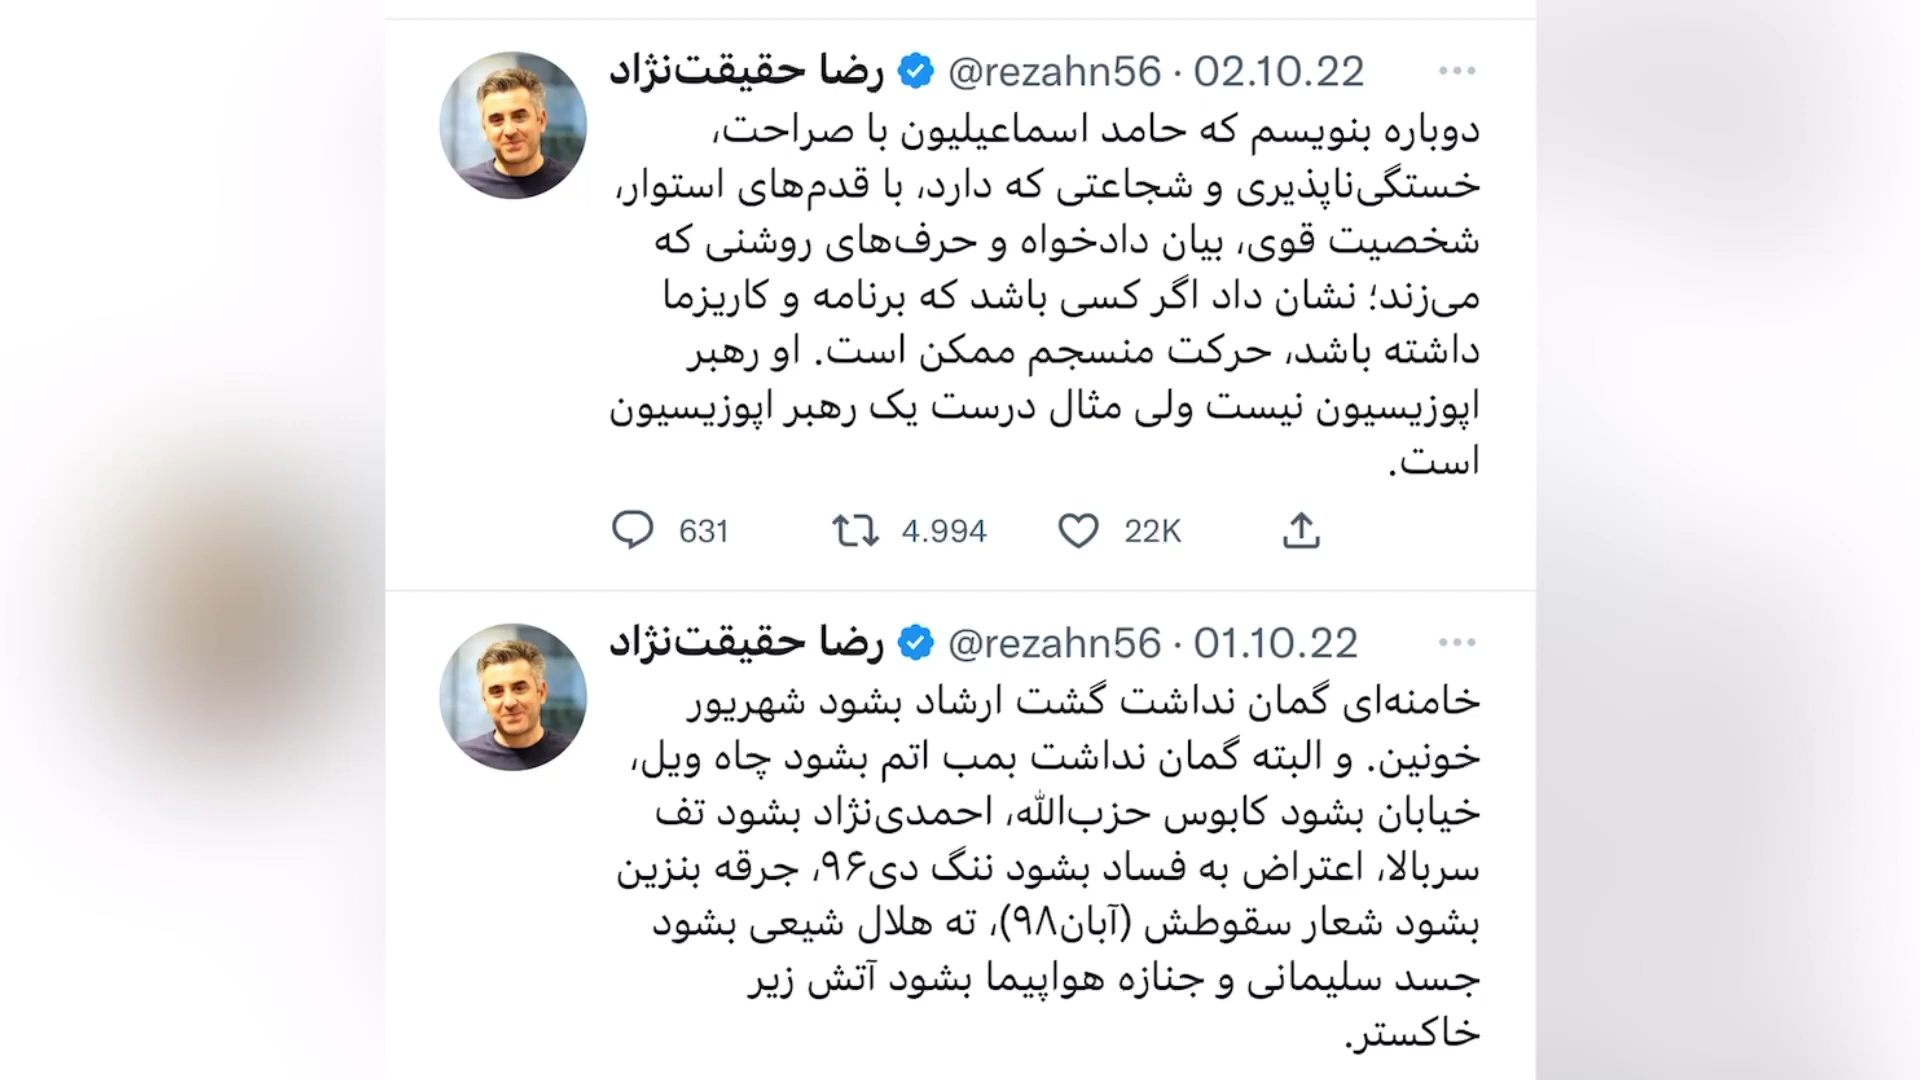 رضا حقیقت‌نژاد @rezahn56 · 02.10.22
دوباره بنویسم که حامد اسماعیلیون با صراحت،
خستگی‌ناپذیری و شجاعتی که دارد، با قدم‌های استوار،
شخصیت قوی، بیان دادخواه و حرف‌های روشنی که
می‌زند؛ نشان داد اگر کسی باشد که برنامه و کاریزما
داشته باشد، حرکت منسجم ممکن است. او رهبر
اپوزیسیون نیست ولی مثال درست یک رهبر اپوزیسیون
است.
631 4.994 22K
رضا حقیقت‌نژاد @rezahn56 · 01.10.22
خامنه‌ای گمان نداشت گشت ارشاد بشود شهریور
خونین. و البته گمان نداشت بمب اتم بشود چاه ویل،
خیابان بشود کابوس حزب‌الله، احمدی‌نژاد بشود تف
سربالا، اعتراض به فساد بشود ننگ دی۹۶، جرقه بنزین
بشود شعار سقوطش (آبان۹۸)، ته هلال شیعی بشود
جسد سلیمانی و جنازه هواپیما بشود آتش زیر
خاکستر.